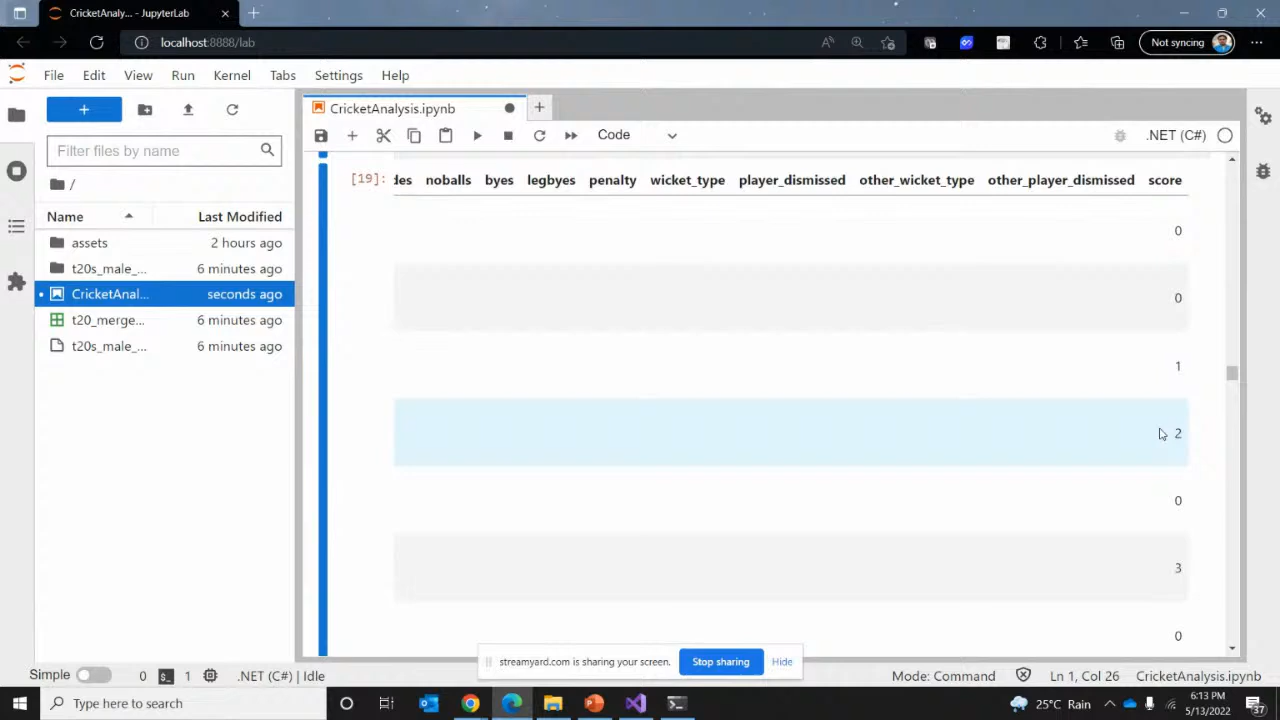 CricketAnaly... - JupyterLab
localhost:8888/lab
Not syncing
File Edit View Run Kernel Tabs Settings Help
CricketAnalysis.ipynb
Code
.NET (C#)
Filter files by name
/
Name Last Modified
assets 2 hours ago
t20s_male_... 6 minutes ago
CricketAnal... seconds ago
t20_merge... 6 minutes ago
t20s_male_... 6 minutes ago
[19]: des noballs byes legbyes penalty wicket_type player_dismissed other_wicket_type other_player_dismissed score
0
0
1
2
0
3
0
streamyard.com is sharing your screen. Stop sharing Hide
Simple 0 1 .NET (C#) | Idle Mode: Command Ln 1, Col 26 CricketAnalysis.ipynb
Type here to search
25°C Rain
6:13 PM
5/13/2022
37